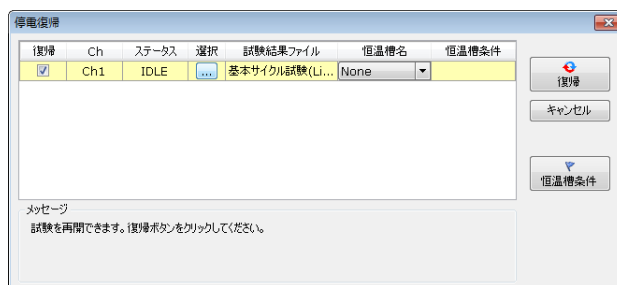 停電復帰
復帰 Ch ステータス 選択 試験結果ファイル 恒温槽名 恒温槽条件
Ch1 IDLE ... 基本サイクル試験(Li... None
復帰
キャンセル
恒温槽条件
メッセージ
試験を再開できます。復帰ボタンをクリックしてください。